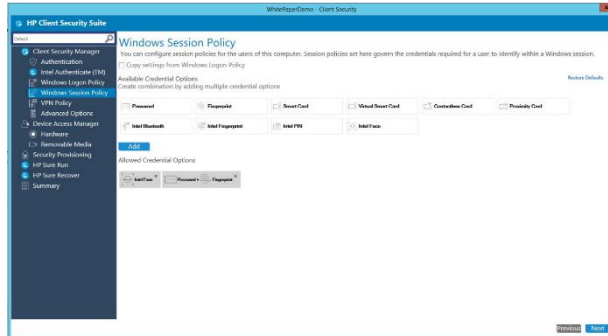 WhitePaperDemo - Client Security
HP Client Security Suite
Default
Client Security Manager
Authentication
Intel Authenticate (TM)
Windows Logon Policy
Windows Session Policy
VPN Policy
Advanced Options
Device Access Manager
Hardware
Removable Media
Security Provisioning
HP Sure Run
HP Sure Recover
Summary
Windows Session Policy
You can configure session policies for the users of this computer. Session policies set here govern the credentials required for a user to identify within a Windows session.
Copy settings from Windows Logon Policy
Restore Defaults
Available Credential Options
Create combination by adding multiple credential options
Password
Fingerprint
Smart Card
Virtual Smart Card
Contactless Card
Proximity Card
Intel Bluetooth
Intel Fingerprint
Intel PIN
Intel Face
Add
Allowed Credential Options
Intel Face
Password + Fingerprint
Previous
Next